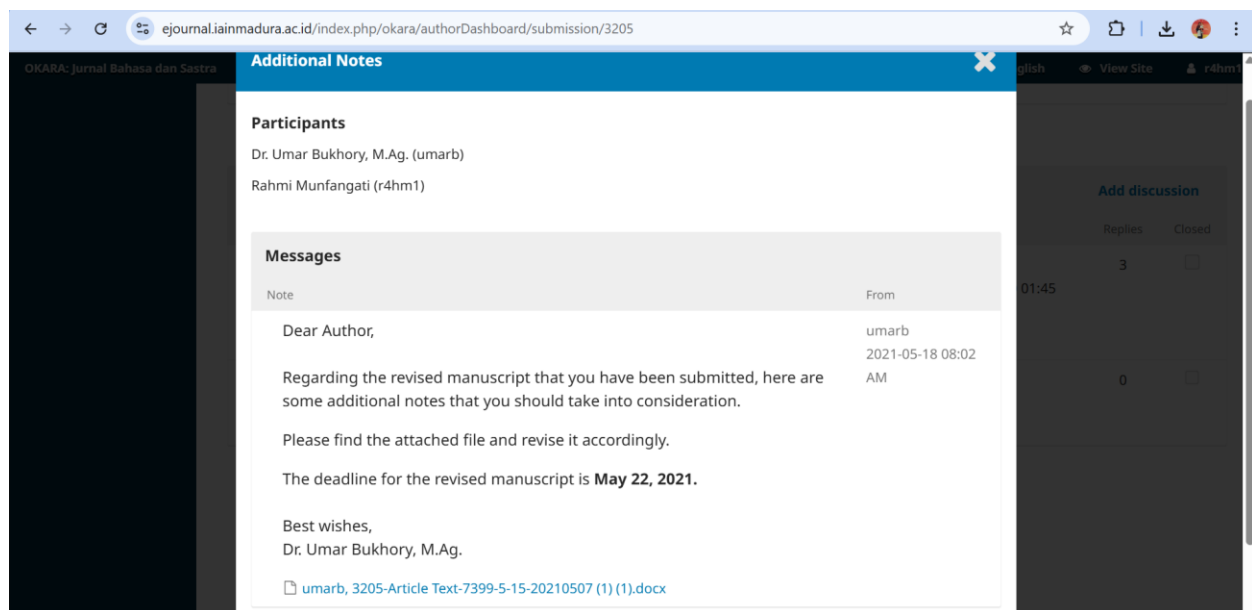 ejournal.iainmadura.ac.id/index.php/okara/authorDashboard/submission/3205
OKARA: Jurnal Bahasa dan Sastra
Additional Notes
glish
View Site
r4hm1
Participants
Dr. Umar Bukhory, M.Ag. (umarb)
Rahmi Munfangati (r4hm1)
Add discussion
Replies Closed
Messages
Note From
Dear Author,
umarb
2021-05-18 08:02
AM
Regarding the revised manuscript that you have been submitted, here are
some additional notes that you should take into consideration.
Please find the attached file and revise it accordingly.
The deadline for the revised manuscript is May 22, 2021.
Best wishes,
Dr. Umar Bukhory, M.Ag.
umarb, 3205-Article Text-7399-5-15-20210507 (1) (1).docx
3
01:45
0